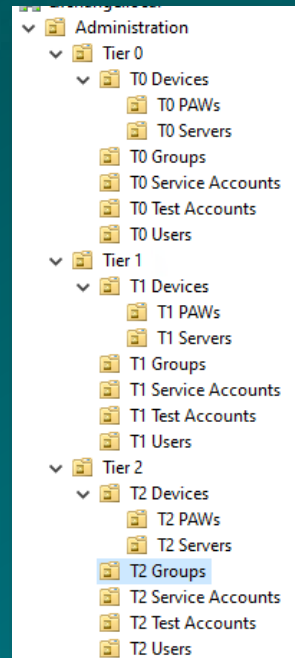 Administration
Tier 0
T0 Devices
T0 PAWs
T0 Servers
T0 Groups
T0 Service Accounts
T0 Test Accounts
T0 Users
Tier 1
T1 Devices
T1 PAWs
T1 Servers
T1 Groups
T1 Service Accounts
T1 Test Accounts
T1 Users
Tier 2
T2 Devices
T2 PAWs
T2 Servers
T2 Groups
T2 Service Accounts
T2 Test Accounts
T2 Users